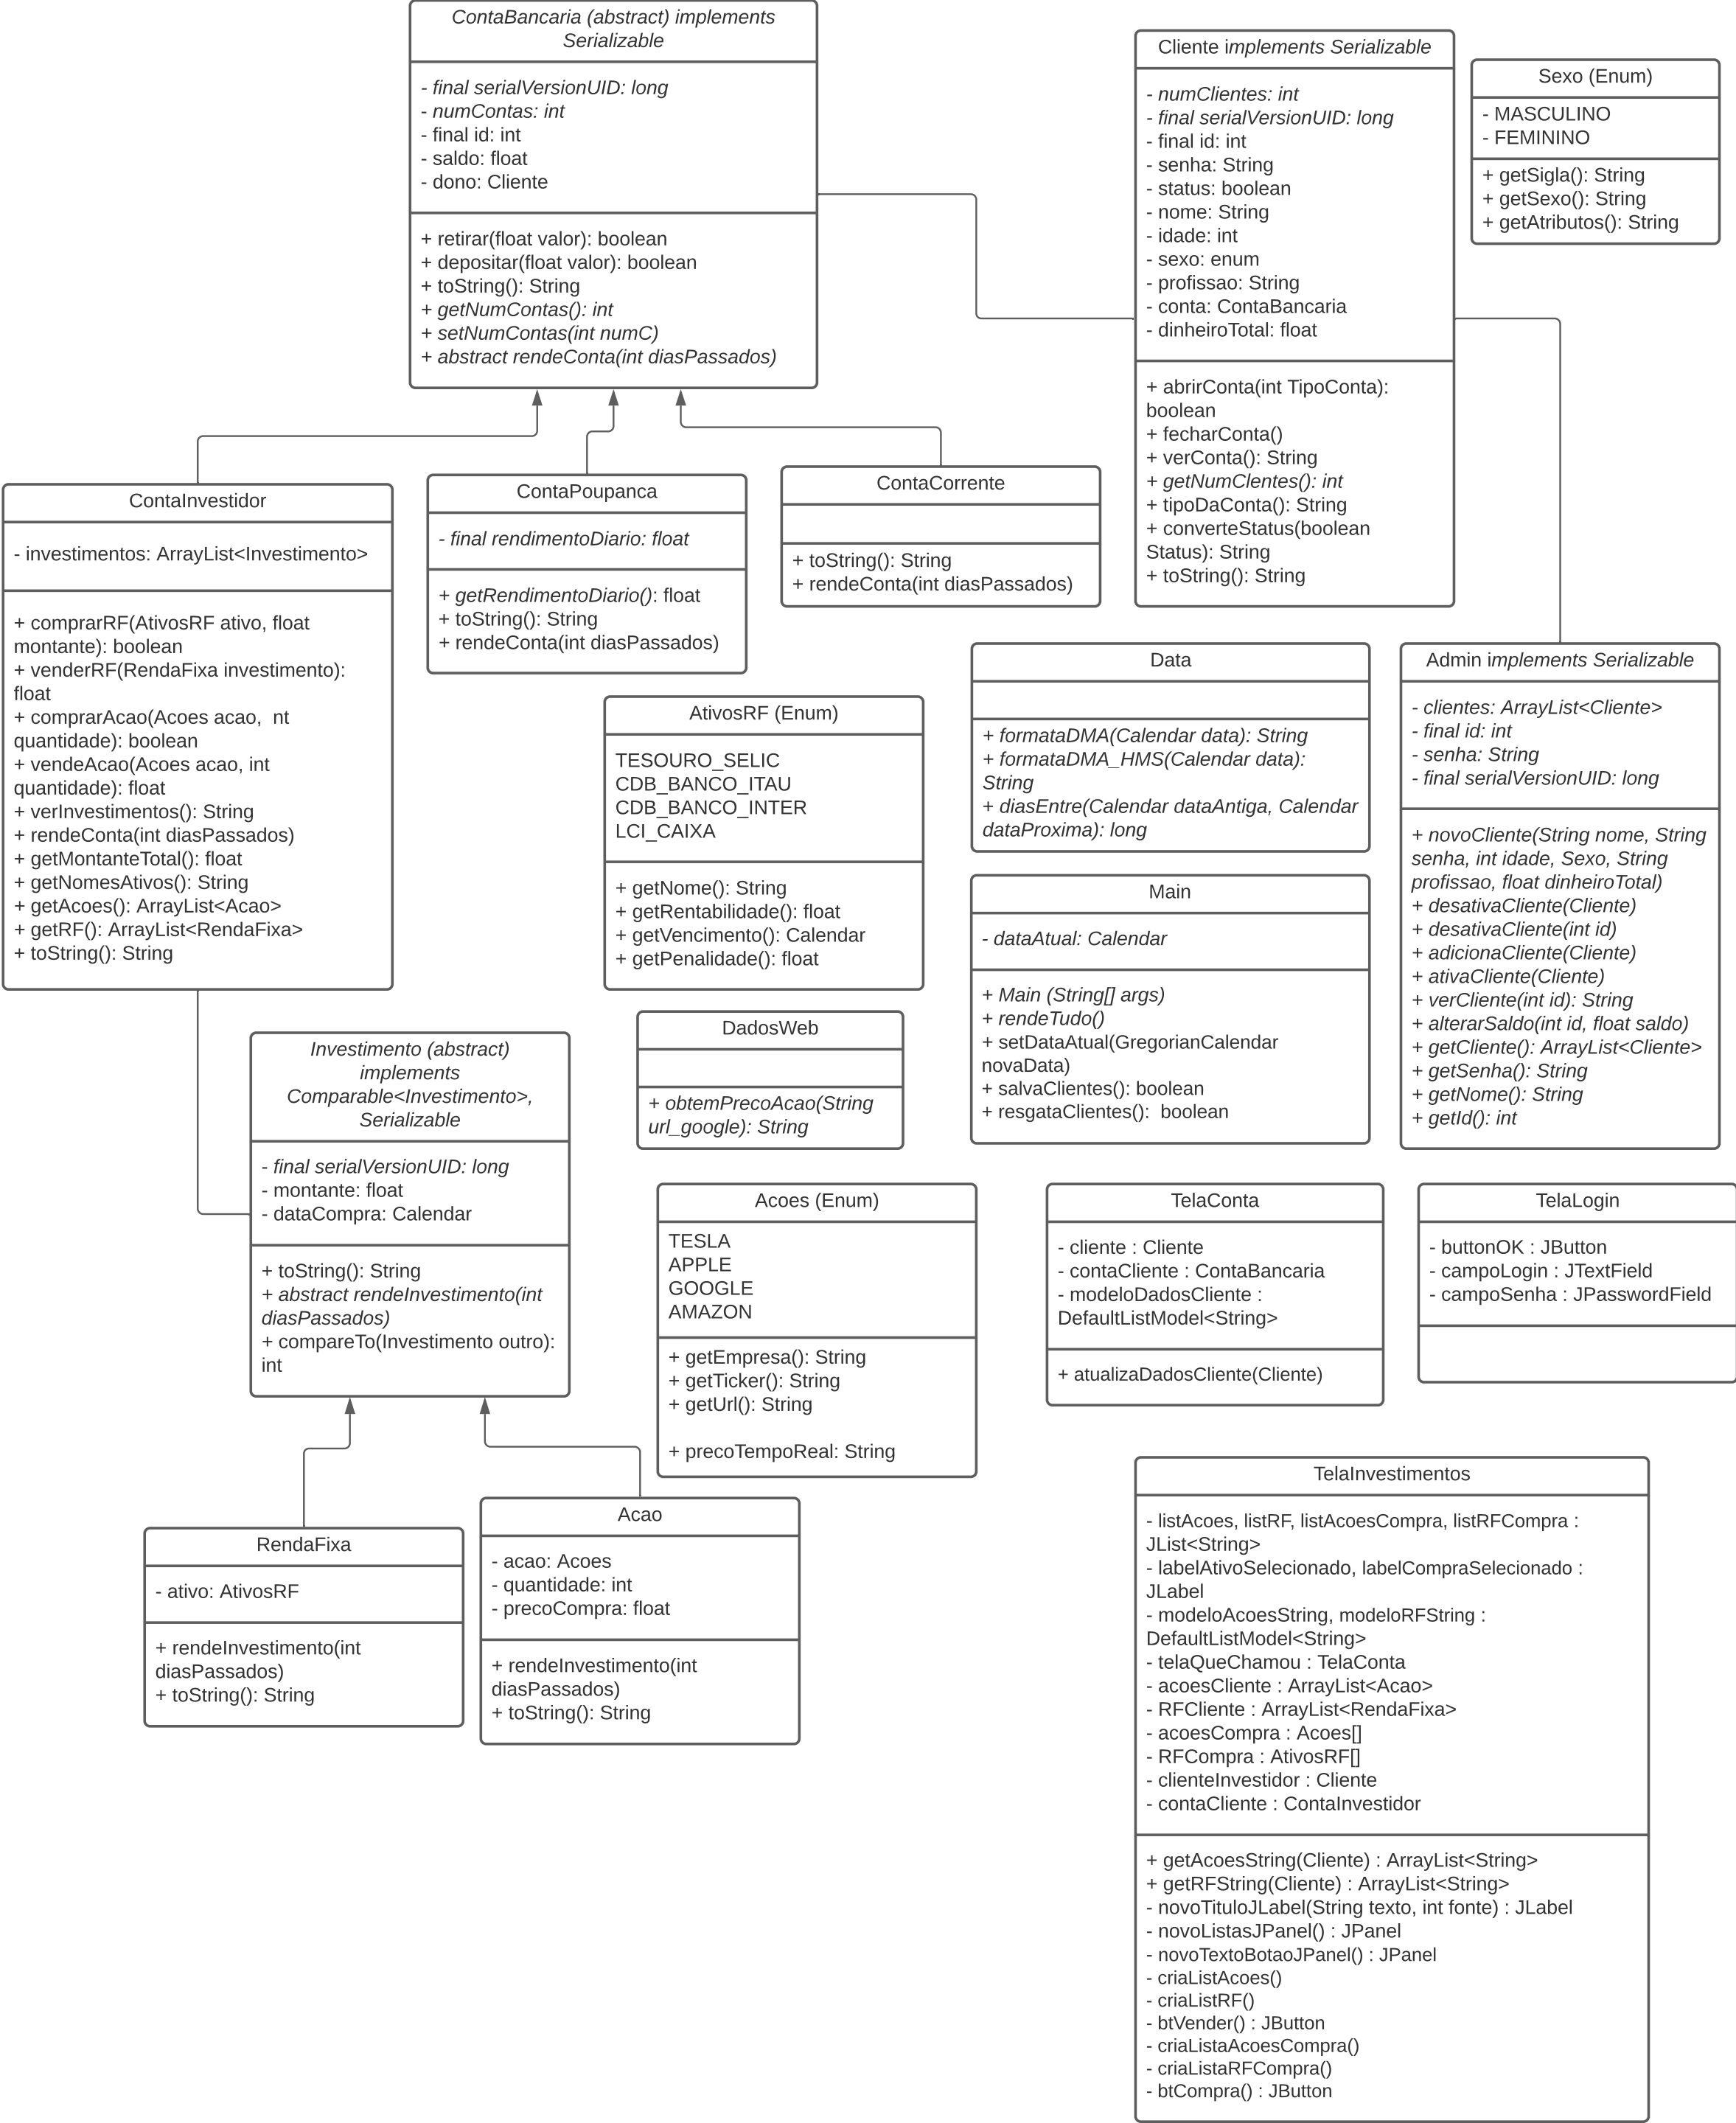 ContaBancaria (abstract) implements
Serializable
- final serialVersionUID: long
- numContas: int
- final id: int
- saldo: float
- dono: Cliente
+ retirar(float valor): boolean
+ depositar(float valor): boolean
+ toString(): String
+ getNumContas(): int
+ setNumContas(int numC)
+ abstract rendeConta(int diasPassados)
Cliente implements Serializable
- numClientes: int
- final serialVersionUID: long
- final id: int
- senha: String
- status: boolean
- nome: String
- idade: int
- sexo: enum
- profissao: String
- conta: ContaBancaria
- dinheiroTotal: float
+ abrirConta(int TipoConta):
boolean
+ fecharConta()
+ verConta(): String
+ getNumClentes(): int
+ tipoDaConta(): String
+ converteStatus(boolean
Status): String
+ toString(): String
Sexo (Enum)
- MASCULINO
- FEMININO
+ getSigla(): String
+ getSexo(): String
+ getAtributos(): String
ContaInvestidor
- investimentos: ArrayList<Investimento>
+ comprarRF(AtivosRF ativo, float
montante): boolean
+ venderRF(RendaFixa investimento):
float
+ comprarAcao(Acoes acao,  nt
quantidade): boolean
+ vendeAcao(Acoes acao, int
quantidade): float
+ verInvestimentos(): String
+ rendeConta(int diasPassados)
+ getMontanteTotal(): float
+ getNomesAtivos(): String
+ getAcoes(): ArrayList<Acao>
+ getRF(): ArrayList<RendaFixa>
+ toString(): String
ContaPoupanca
- final rendimentoDiario: float
+ getRendimentoDiario(): float
+ toString(): String
+ rendeConta(int diasPassados)
ContaCorrente
+ toString(): String
+ rendeConta(int diasPassados)
Data
+ formataDMA(Calendar data): String
+ formataDMA_HMS(Calendar data):
String
+ diasEntre(Calendar dataAntiga, Calendar
dataProxima): long
Admin implements Serializable
- clientes: ArrayList<Cliente>
- final id: int
- senha: String
- final serialVersionUID: long
+ novoCliente(String nome, String
senha, int idade, Sexo, String
profissao, float dinheiroTotal)
+ desativaCliente(Cliente)
+ desativaCliente(int id)
+ adicionaCliente(Cliente)
+ ativaCliente(Cliente)
+ verCliente(int id): String
+ alterarSaldo(int id, float saldo)
+ getCliente(): ArrayList<Cliente>
+ getSenha(): String
+ getNome(): String
+ getId(): int
AtivosRF (Enum)
TESOURO_SELIC
CDB_BANCO_ITAU
CDB_BANCO_INTER
LCI_CAIXA
+ getNome(): String
+ getRentabilidade(): float
+ getVencimento(): Calendar
+ getPenalidade(): float
Main
- dataAtual: Calendar
+ Main (String[] args)
+ rendeTudo()
+ setDataAtual(GregorianCalendar
novaData)
+ salvaClientes(): boolean
+ resgataClientes():  boolean
DadosWeb
+ obtemPrecoAcao(String
url_google): String
Investimento (abstract)
implements
Comparable<Investimento>,
Serializable
- final serialVersionUID: long
- montante: float
- dataCompra: Calendar
+ toString(): String
+ abstract rendeInvestimento(int
diasPassados)
+ compareTo(Investimento outro):
int
Acoes (Enum)
TESLA
APPLE
GOOGLE
AMAZON
+ getEmpresa(): String
+ getTicker(): String
+ getUrl(): String
+ precoTempoReal: String
TelaConta
- cliente : Cliente
- contaCliente : ContaBancaria
- modeloDadosCliente :
DefaultListModel<String>
+ atualizaDadosCliente(Cliente)
TelaLogin
- buttonOK : JButton
- campoLogin : JTextField
- campoSenha : JPasswordField
RendaFixa
- ativo: AtivosRF
+ rendeInvestimento(int
diasPassados)
+ toString(): String
Acao
- acao: Acoes
- quantidade: int
- precoCompra: float
+ rendeInvestimento(int
diasPassados)
+ toString(): String
TelaInvestimentos
- listAcoes, listRF, listAcoesCompra, listRFCompra :
JList<String>
- labelAtivoSelecionado, labelCompraSelecionado :
JLabel
- modeloAcoesString, modeloRFString :
DefaultListModel<String>
- telaQueChamou : TelaConta
- acoesCliente : ArrayList<Acao>
- RFCliente : ArrayList<RendaFixa>
- acoesCompra : Acoes[]
- RFCompra : AtivosRF[]
- clienteInvestidor : Cliente
- contaCliente : ContaInvestidor
+ getAcoesString(Cliente) : ArrayList<String>
+ getRFString(Cliente) : ArrayList<String>
- novoTituloJLabel(String texto, int fonte) : JLabel
- novoListasJPanel() : JPanel
- novoTextoBotaoJPanel() : JPanel
- criaListAcoes()
- criaListRF()
- btVender() : JButton
- criaListaAcoesCompra()
- criaListaRFCompra()
- btCompra() : JButton